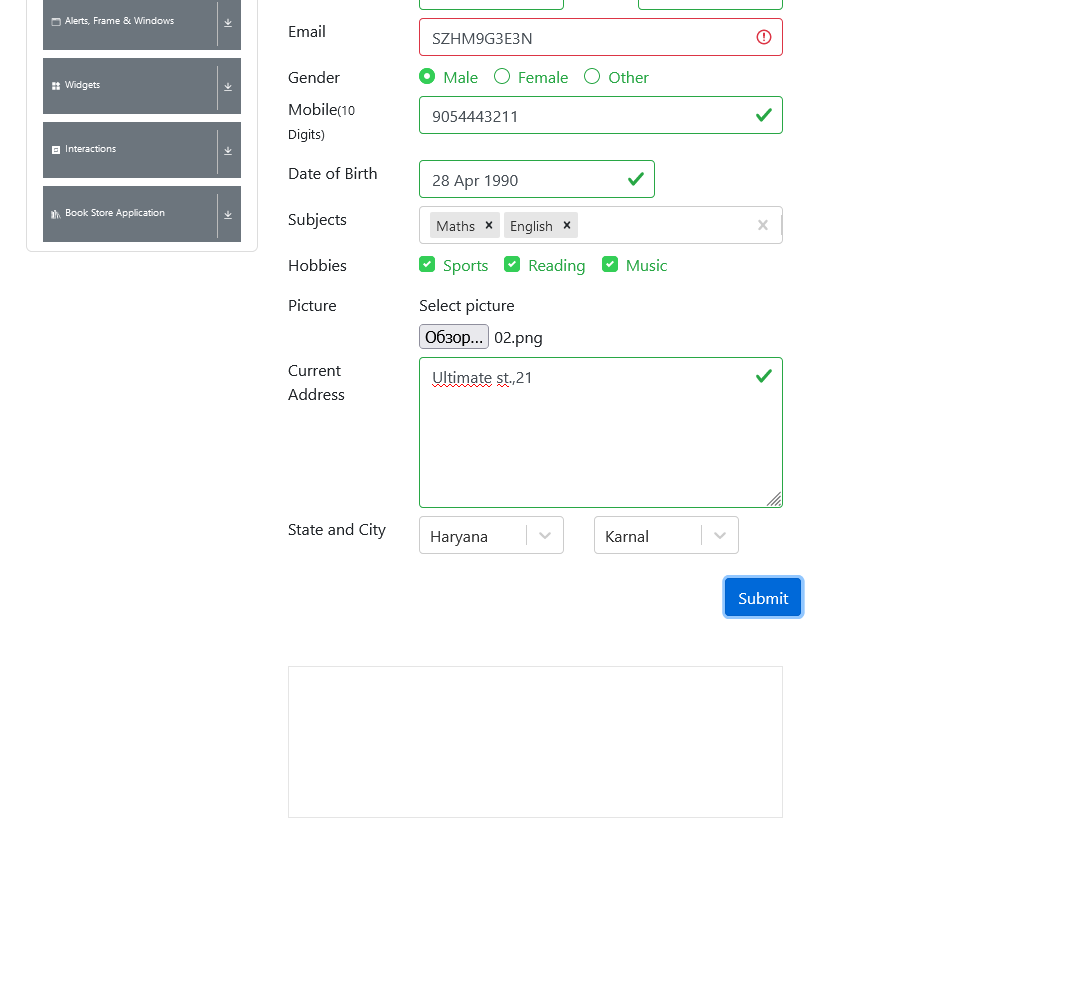 Alerts, Frame & Windows
Widgets
Interactions
Book Store Application
Email
SZHM9G3E3N
Gender
Male Female Other
Mobile(10 Digits)
9054443211
Date of Birth
28 Apr 1990
Subjects
Maths English
Hobbies
Sports Reading Music
Picture
Select picture
Обзор... 02.png
Current
Address
Ultimate st.,21
State and City
Haryana Karnal
Submit